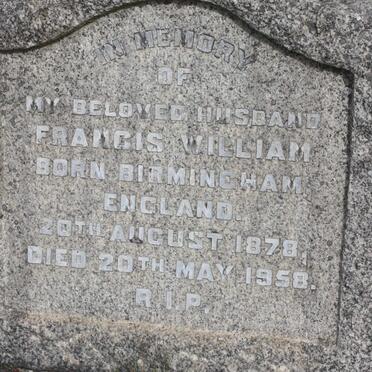 IN MEMORY
OF
MY BELOVED HUSBAND
FRANCIS WILLIAM
BORN BIRMINGHAM
ENGLAND.
20TH AUGUST 1878,
DIED 20TH MAY 1958.
R.I.P.